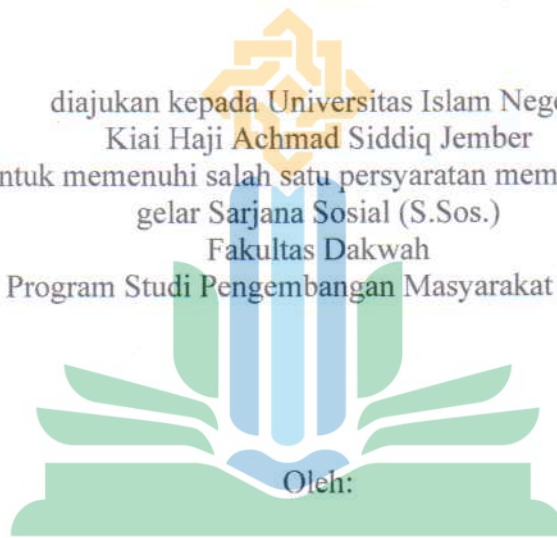 diajukan kepada Universitas Islam Nege
Kiai Haji Achmad Siddiq Jember
ntuk memenuhi salah satu persyaratan mem
gelar Sarjana Sosial (S.Sos.)
Fakultas Dakwah
Program Studi Pengembangan Masyarakat
Oleh: